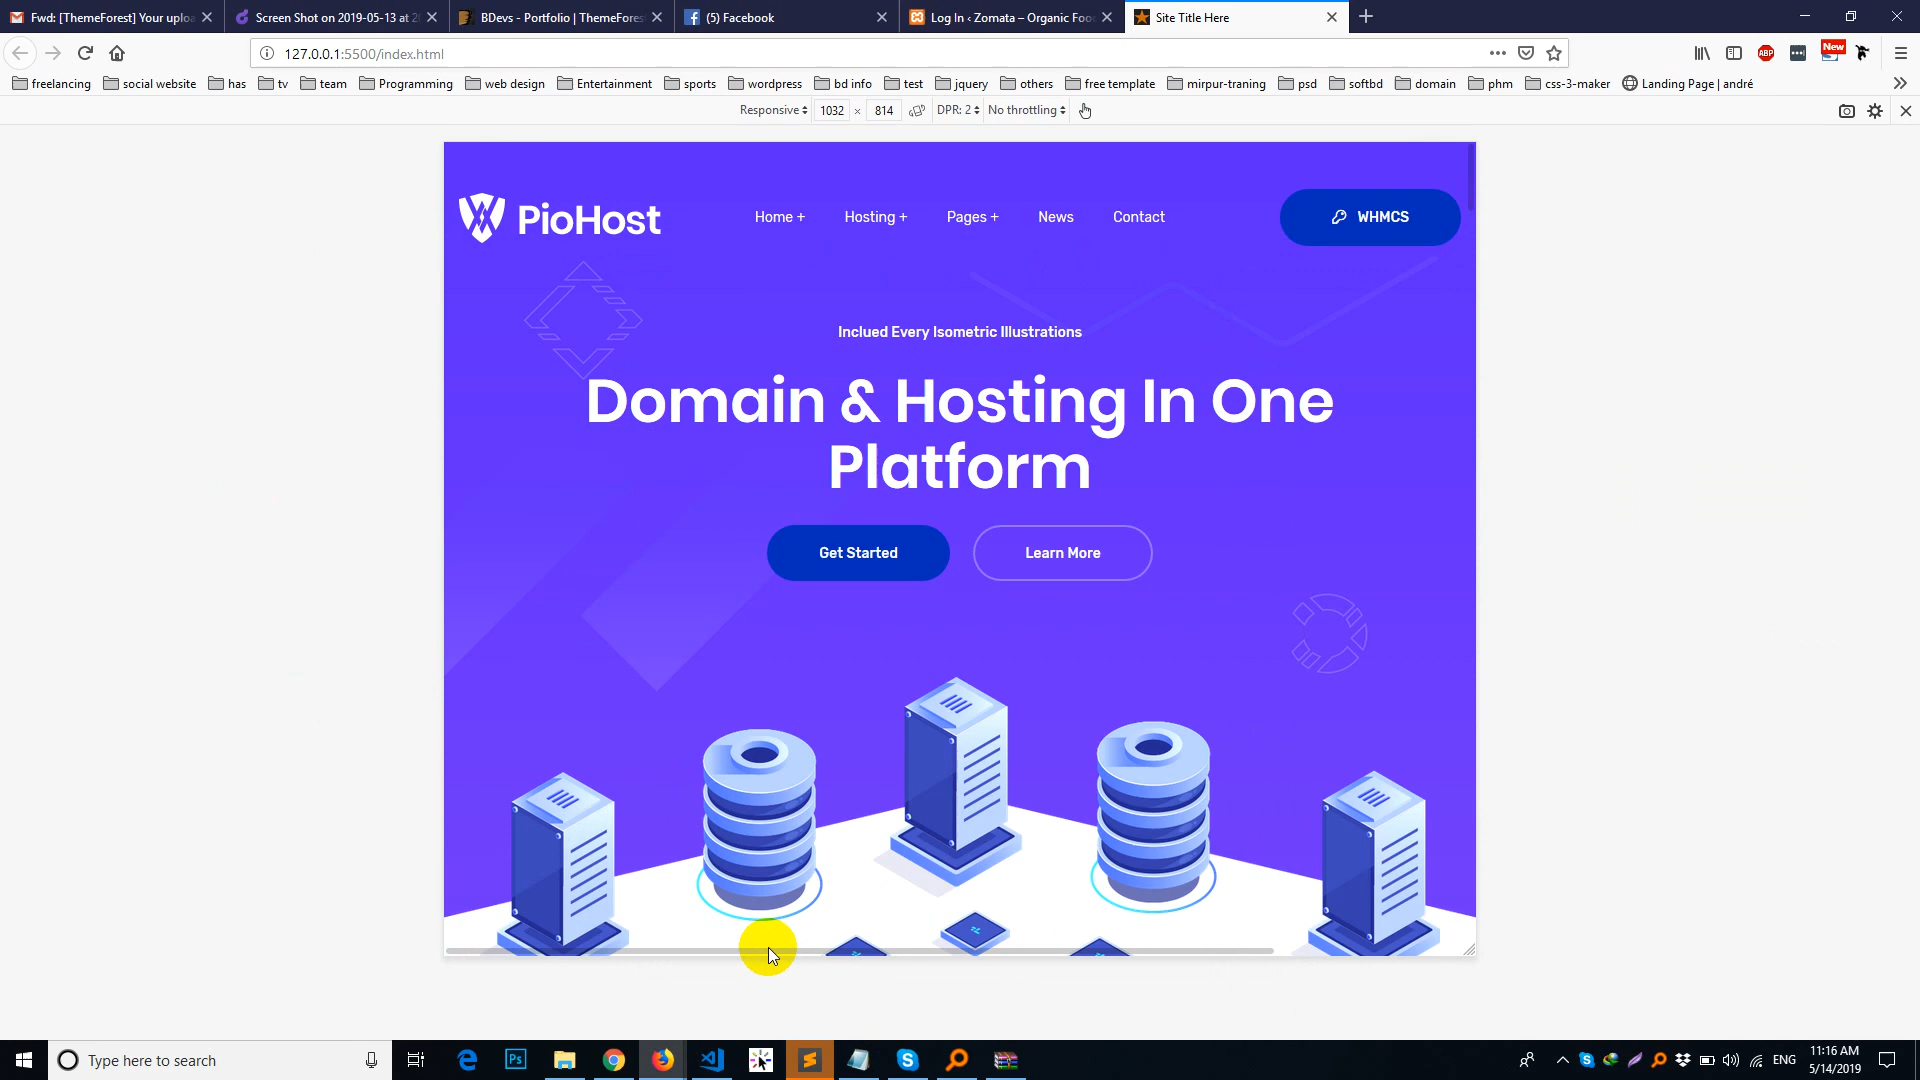 Fwd: [ThemeForest] Your uplo
Screen Shot on 2019-05-13 at 2
BDevs - Portfolio | ThemeFores
(5) Facebook
Log In ‹ Zomata – Organic Foo
Site Title Here
127.0.0.1:5500/index.html
New
ABP
freelancing
social website
has
tv
team
Programming
web design
Entertainment
sports
wordpress
bd info
test
jquery
others
free template
mirpur-traning
psd
softbd
domain
phm
css-3-maker
Landing Page | andré
Responsive
1032 × 814
DPR: 2
No throttling
PioHost
Home +
Hosting +
Pages +
News
Contact
WHMCS
Inclued Every Isometric Illustrations
Domain & Hosting In One
Platform
Get Started
Learn More
Type here to search
Ps
ENG
11:16 AM
5/14/2019